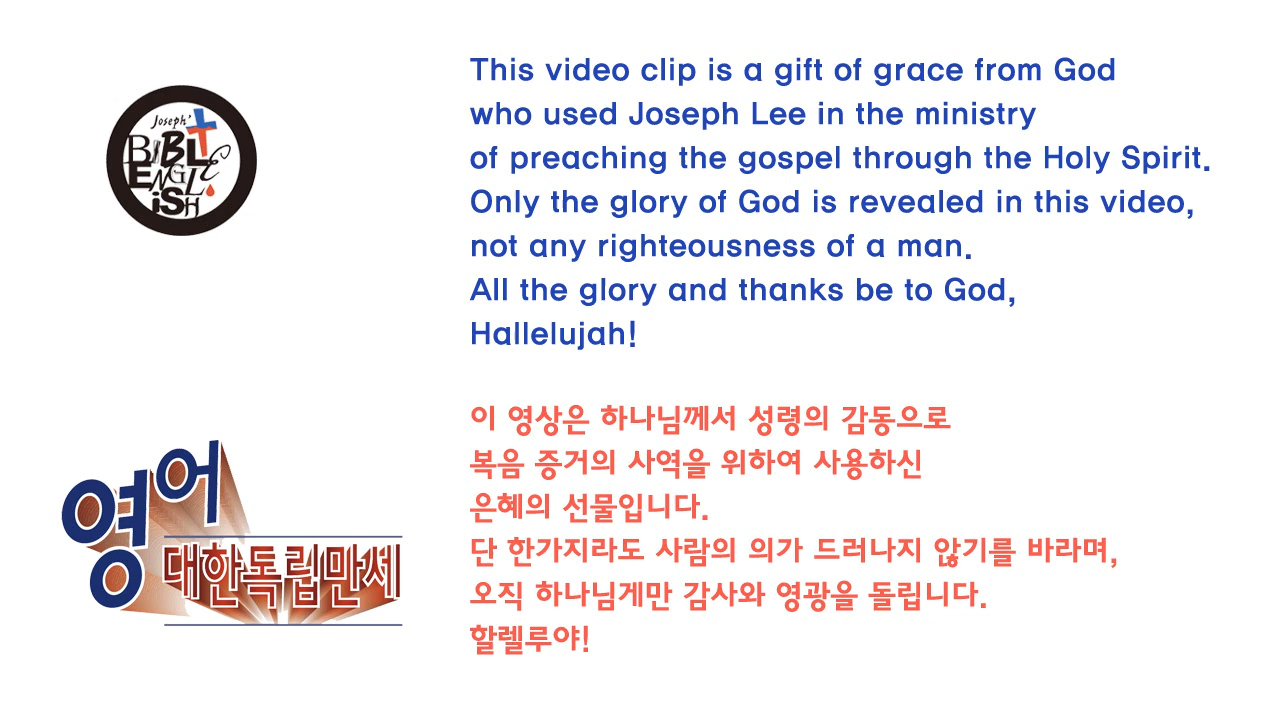 Joseph'
BIBLE
ENGLISH
This video clip is a gift of grace from God
who used Joseph Lee in the ministry
of preaching the gospel through the Holy Spirit.
Only the glory of God is revealed in this video,
not any righteousness of a man.
All the glory and thanks be to God,
Hallelujah!
영어
대한독립만세
이 영상은 하나님께서 성령의 감동으로
복음 증거의 사역을 위하여 사용하신
은혜의 선물입니다.
단 한가지라도 사람의 의가 드러나지 않기를 바라며,
오직 하나님게만 감사와 영광을 돌립니다.
할렐루야!